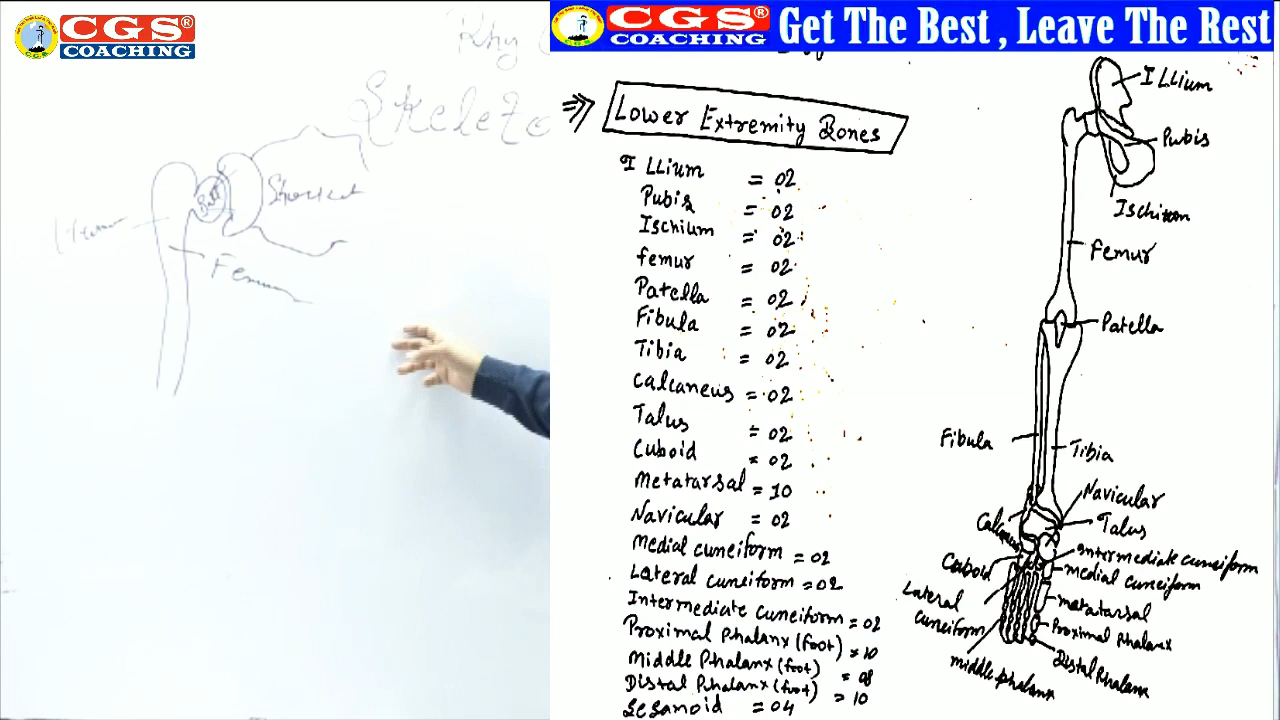 CGS®
COACHING
CGS®
COACHING
Get The Best , Leave The Rest
Skeleto
Ball
Femur
⇒ Lower Extremity Bones
ILLium = 02
Pubis = 02
Ischium = 02
femur = 02
Patella = 02
Fibula = 02
Tibia = 02
Calcaneus = 02
Talus = 02
Cuboid = 02
Metatarsal = 10
Navicular = 02
Medial cuneiform = 02
Lateral cuneiform = 02
Intermediate cuneiform = 02
Proximal Phalanx (foot) = 10
Middle Phalanx (foot) = 08
Distal Phalanx (foot) = 10
Sesamoid = 04
ILLium
Pubis
Ischium
Femur
Patella
Fibula
Tibia
Navicular
Talus
Calcaneus
Intermediate cuneiform
Cuboid
medial cuneiform
Lateral
cuneiform
metatarsal
Proximal Phalanx
Distal Phalanx
middle phalanx